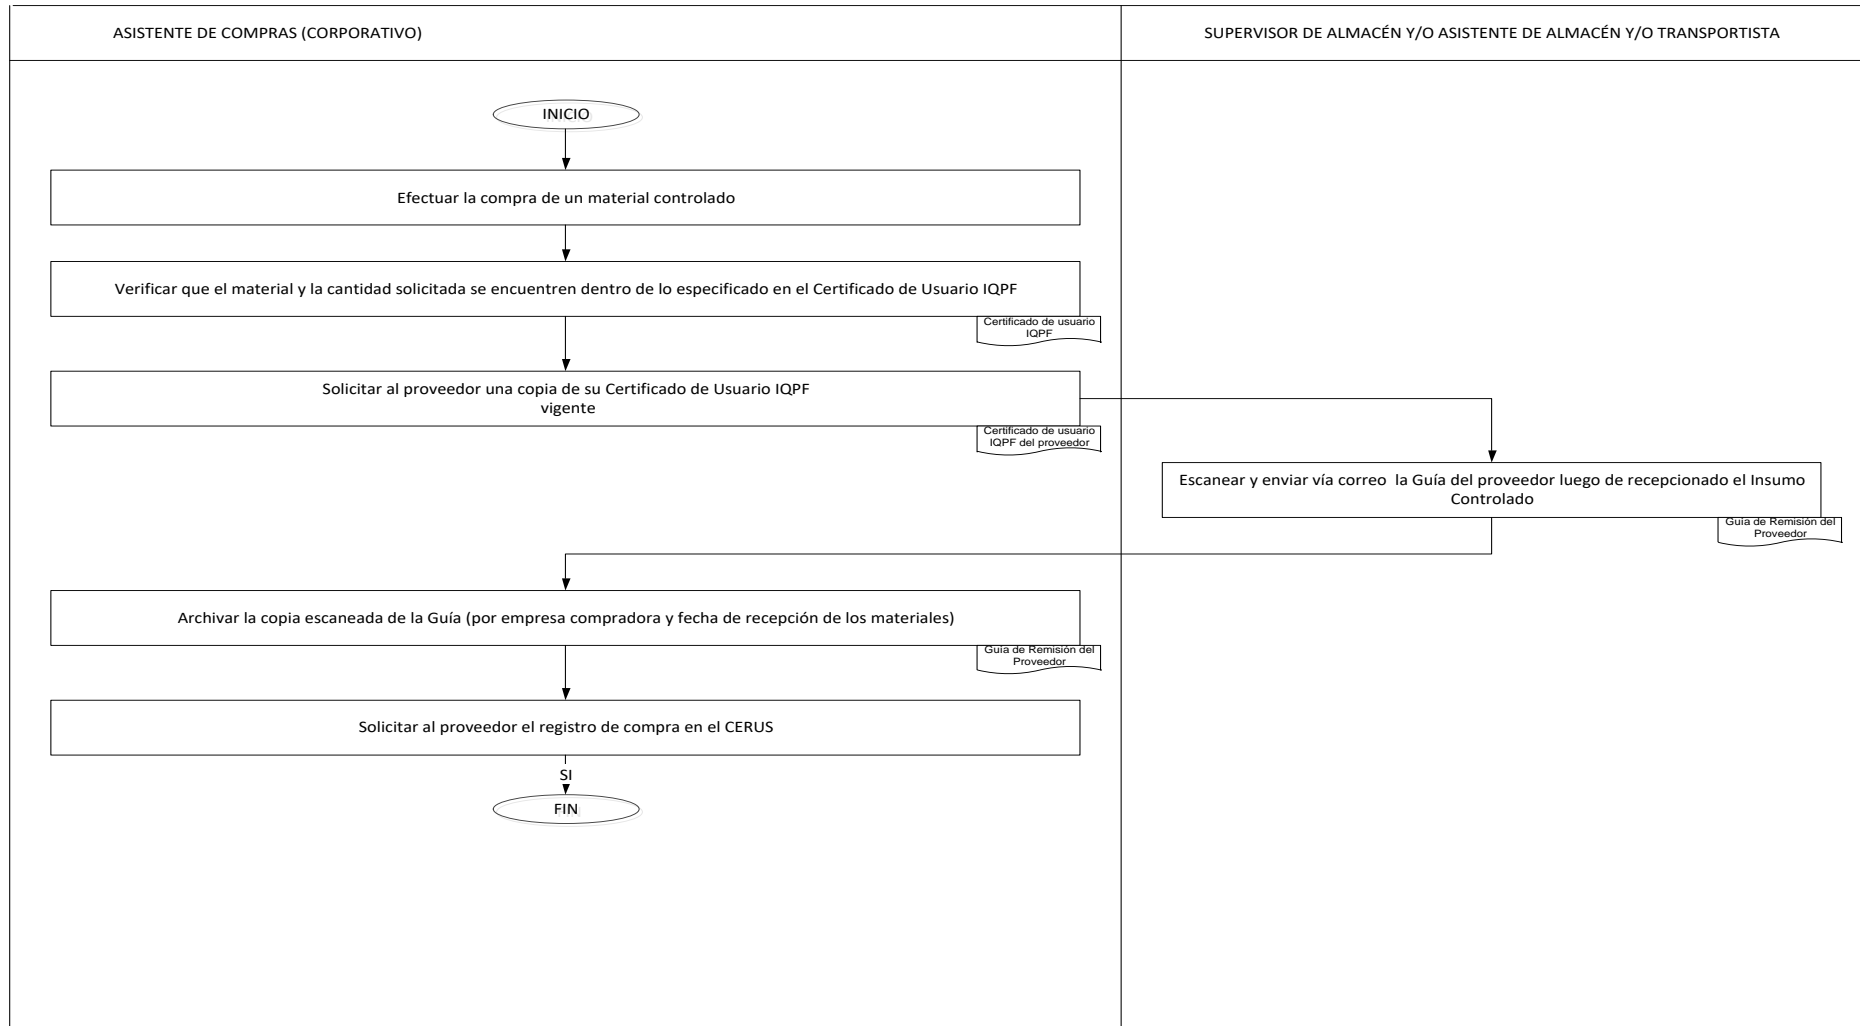 ASISTENTE DE COMPRAS (CORPORATIVO)
SUPERVISOR DE ALMACÉN Y/O ASISTENTE DE ALMACÉN Y/O TRANSPORTISTA
INICIO
Efectuar la compra de un material controlado
Verificar que el material y la cantidad solicitada se encuentren dentro de lo especificado en el Certificado de Usuario IQPF
Certificado de usuario
IQPF
Solicitar al proveedor una copia de su Certificado de Usuario IQPF
vigente
Certificado de usuario
IQPF del proveedor
Escanear y enviar vía correo  la Guía del proveedor luego de recepcionado el Insumo
Controlado
Guía de Remisión del
Proveedor
Archivar la copia escaneada de la Guía (por empresa compradora y fecha de recepción de los materiales)
Guía de Remisión del
Proveedor
Solicitar al proveedor el registro de compra en el CERUS
SI
FIN